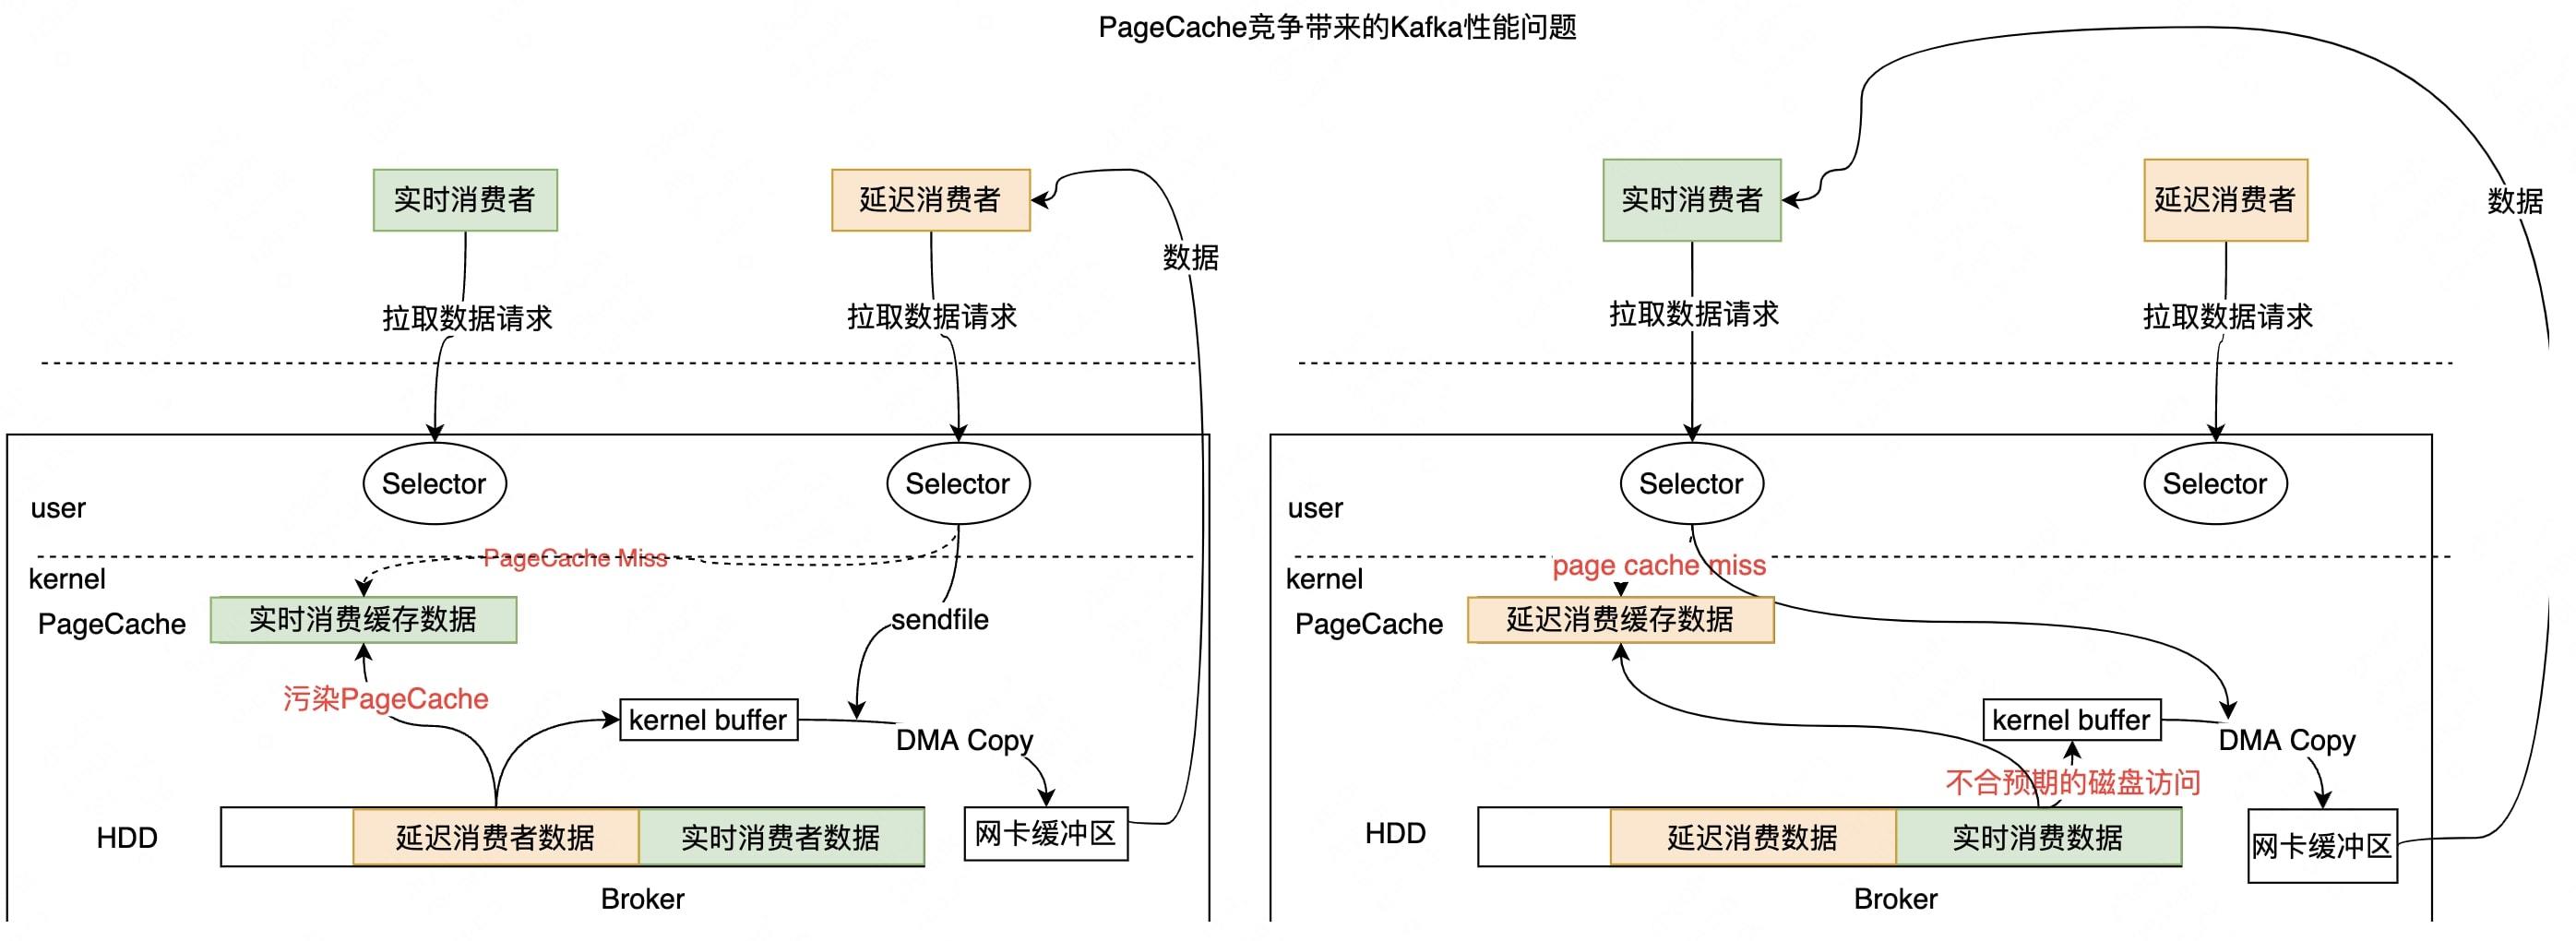 PageCache竞争带来的Kafka性能问题
实时消费者
延迟消费者
数据
拉取数据请求
拉取数据请求
Selector
Selector
user
PageCache Miss
kernel
PageCache
实时消费缓存数据
sendfile
污染PageCache
kernel buffer
DMA Copy
HDD
延迟消费者数据
实时消费者数据
网卡缓冲区
Broker
实时消费者
延迟消费者
数据
拉取数据请求
拉取数据请求
Selector
Selector
user
page cache miss
kernel
PageCache
延迟消费缓存数据
kernel buffer
DMA Copy
不合预期的磁盘访问
HDD
延迟消费数据
实时消费数据
网卡缓冲区
Broker